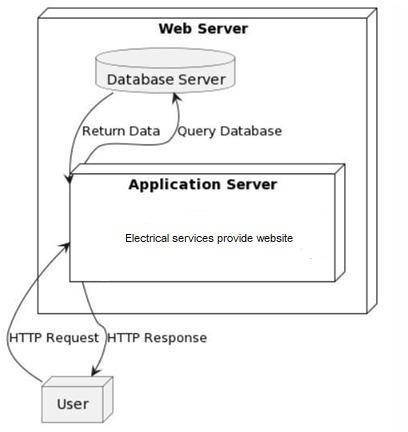 Web Server
Database Server
Return Data
Query Database
Application Server
Electrical services provide website
HTTP Request
HTTP Response
User